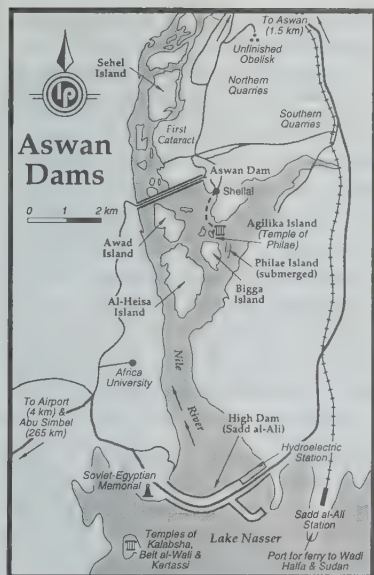 To Aswan
(1.5 km)
Unfinished
Obelisk
Sehel
Island
Northern
Quarries
Southern
Quarries
First
Cataract
LP
Aswan
Dams
0 1 2 km
Aswan Dam
Shellal
Awad
Island
Agilika Island
(Temple of
Philae)
Philae Island
(submerged)
Bigga
Island
Al-Heisa
Island
Nile
River
Africa
University
To Airport
(4 km) &
Abu Simbel
(265 km)
High Dam
(Sadd al-Ali)
Hydroelectric
Station
Soviet-Egyptian
Memorial
Sadd al-Ali
Station
Temples of
Kalabsha,
Beit al-Wali &
Kertassi
Lake Nasser
Port for ferry to Wadi
Halfa & Sudan